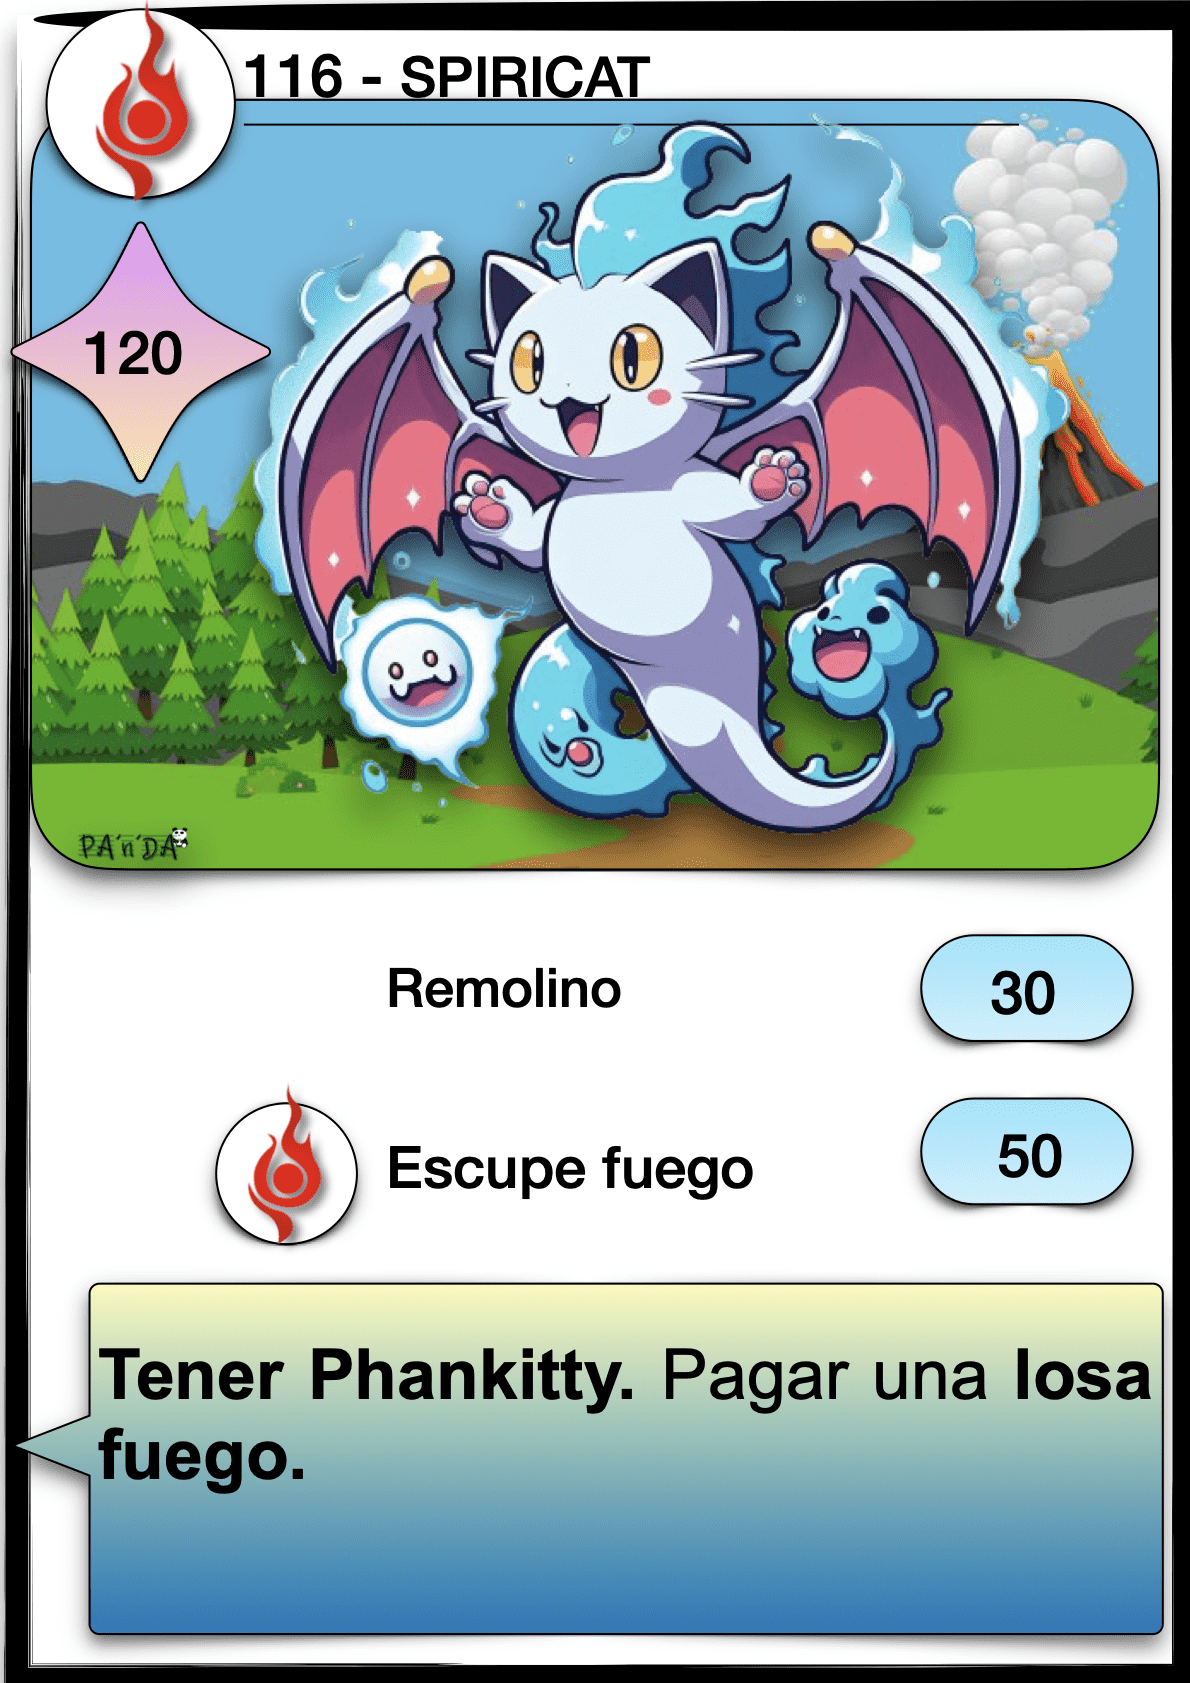 116 - SPIRICAT
120
PA'n'DA
Remolino
30
Escupe fuego
50
Tener Phankitty. Pagar una losa
fuego.